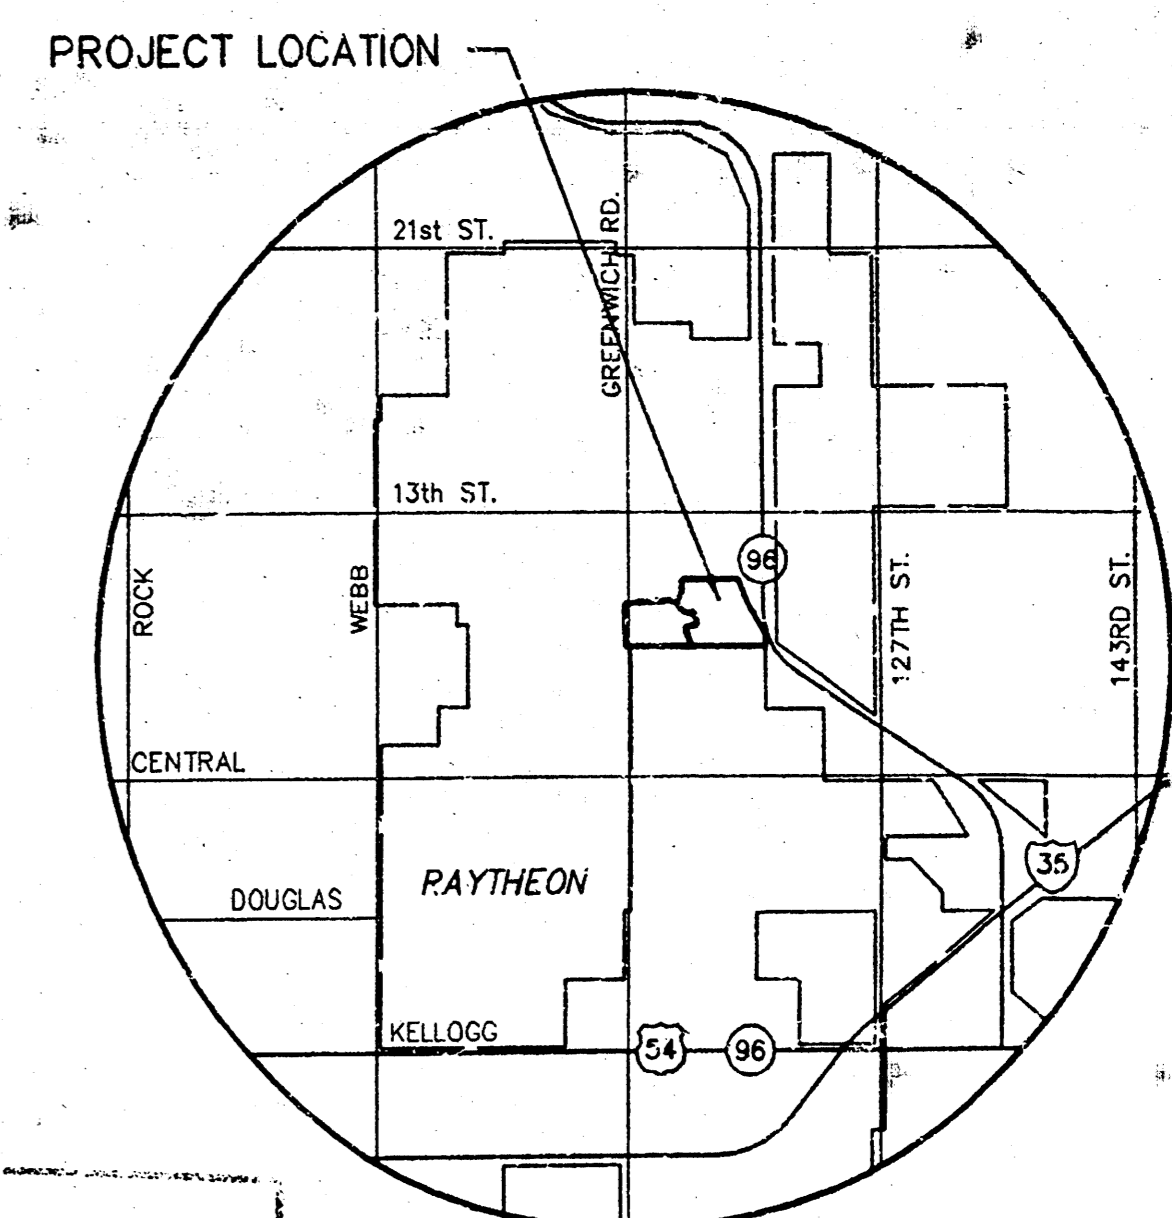 PROJECT LOCATION
21st ST.
GREENWICH RD.
13th ST.
96
ROCK
WEBB
127TH ST.
143RD ST.
CENTRAL
35
RAYTHEON
DOUGLAS
KELLOGG
54
96